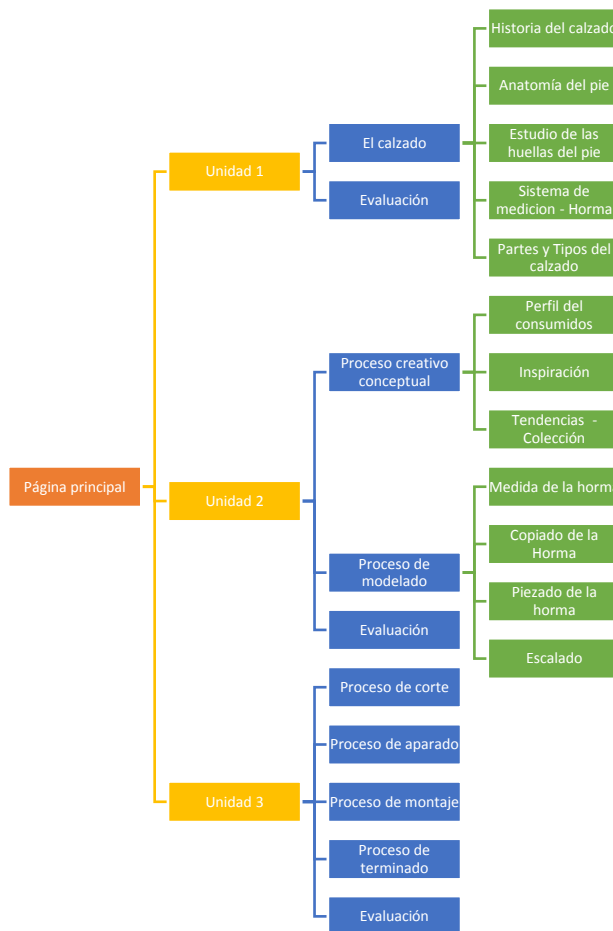 Historia del calzado
Anatomía del pie
Estudio de las
huellas del pie
Sistema de
medicion - Horma
Partes y Tipos del
calzado
El calzado
Evaluación
Unidad 1
Perfil del
consumidos
Inspiración
Tendencias - 
Colección
Proceso creativo
conceptual
Página principal
Unidad 2
Medida de la horma
Copiado de la
Horma
Piezado de la
horma
Escalado
Proceso de
modelado
Evaluación
Proceso de corte
Proceso de aparado
Proceso de montaje
Proceso de
terminado
Evaluación
Unidad 3